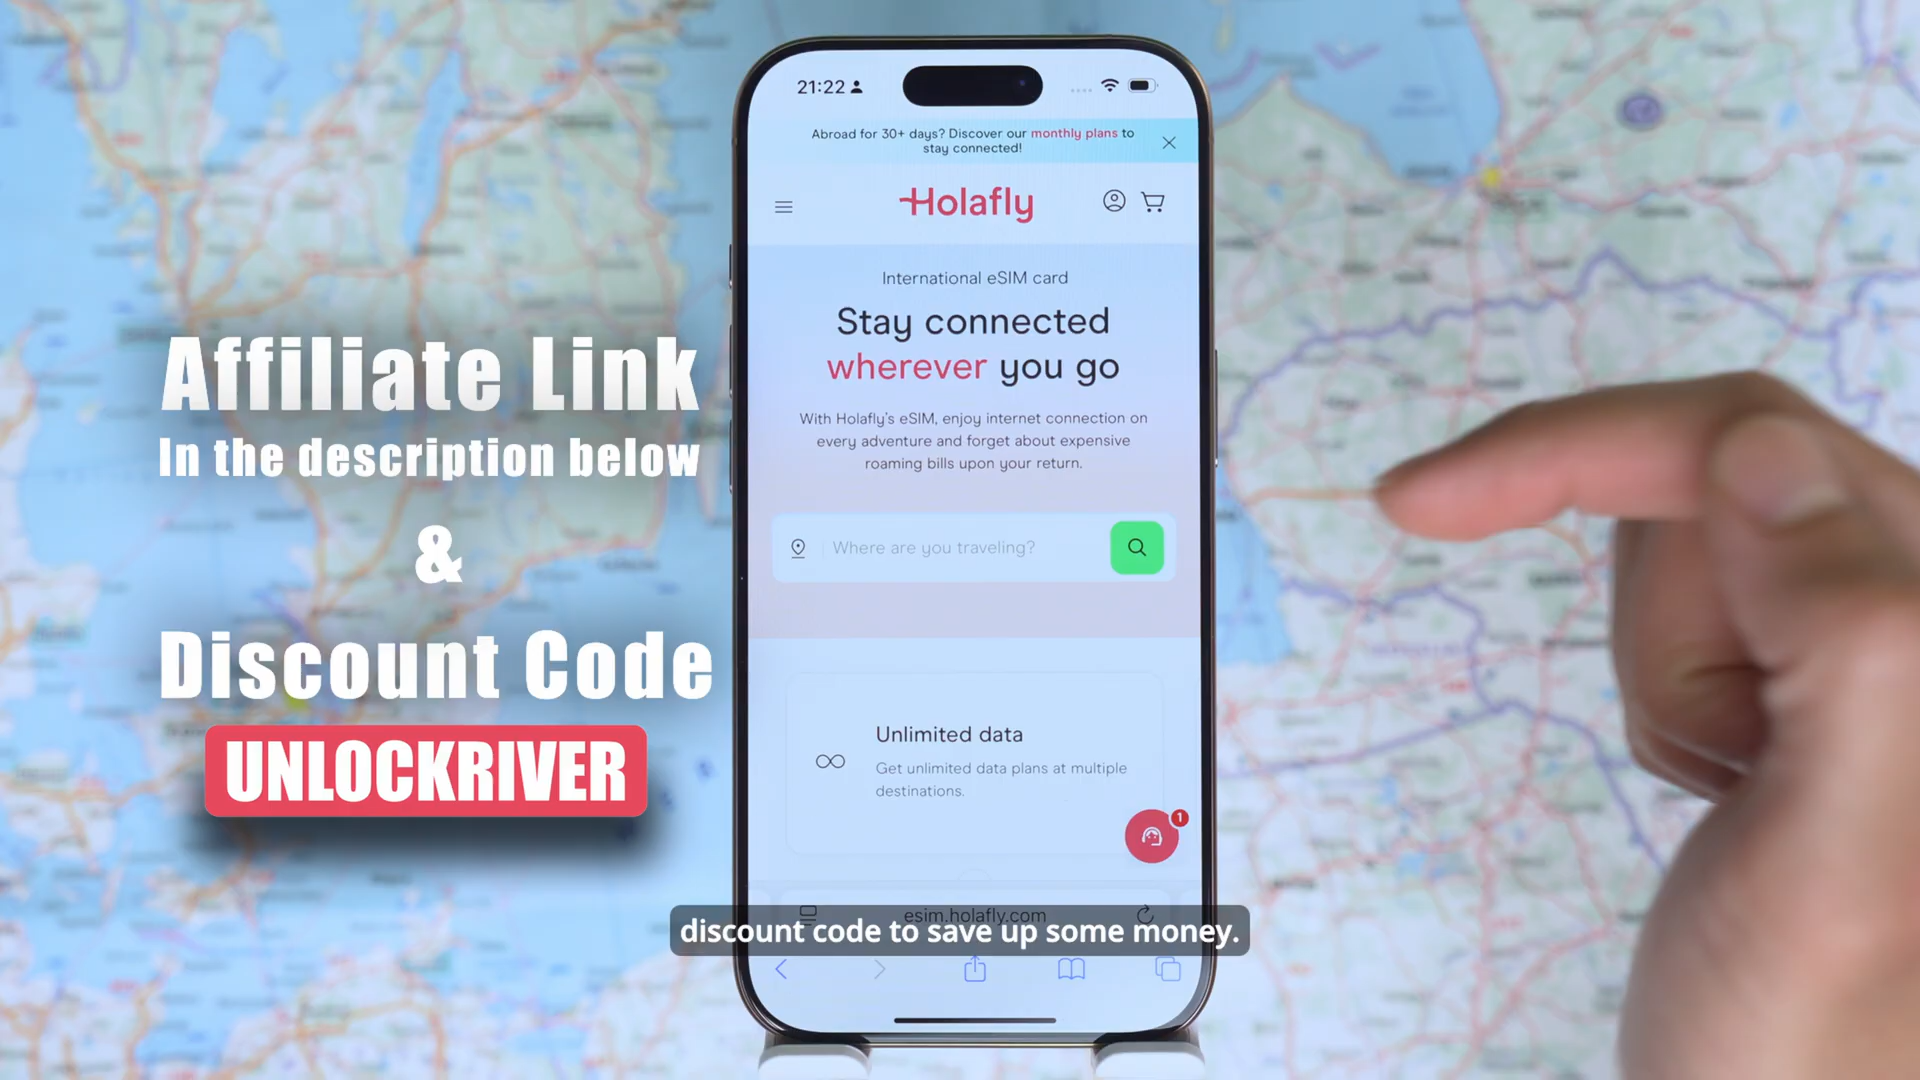 Affiliate Link
In the description below
&
Discount Code
UNLOCKRIVER
21:22
Abroad for 30+ days? Discover our monthly plans to
stay connected!
Holafly
International eSIM card
Stay connected
wherever you go
With Holafly's eSIM, enjoy internet connection on
every adventure and forget about expensive
roaming bills upon your return.
Where are you traveling?
Unlimited data
Get unlimited data plans at multiple
destinations.
1
esim.holafly.com
discount code to save up some money.